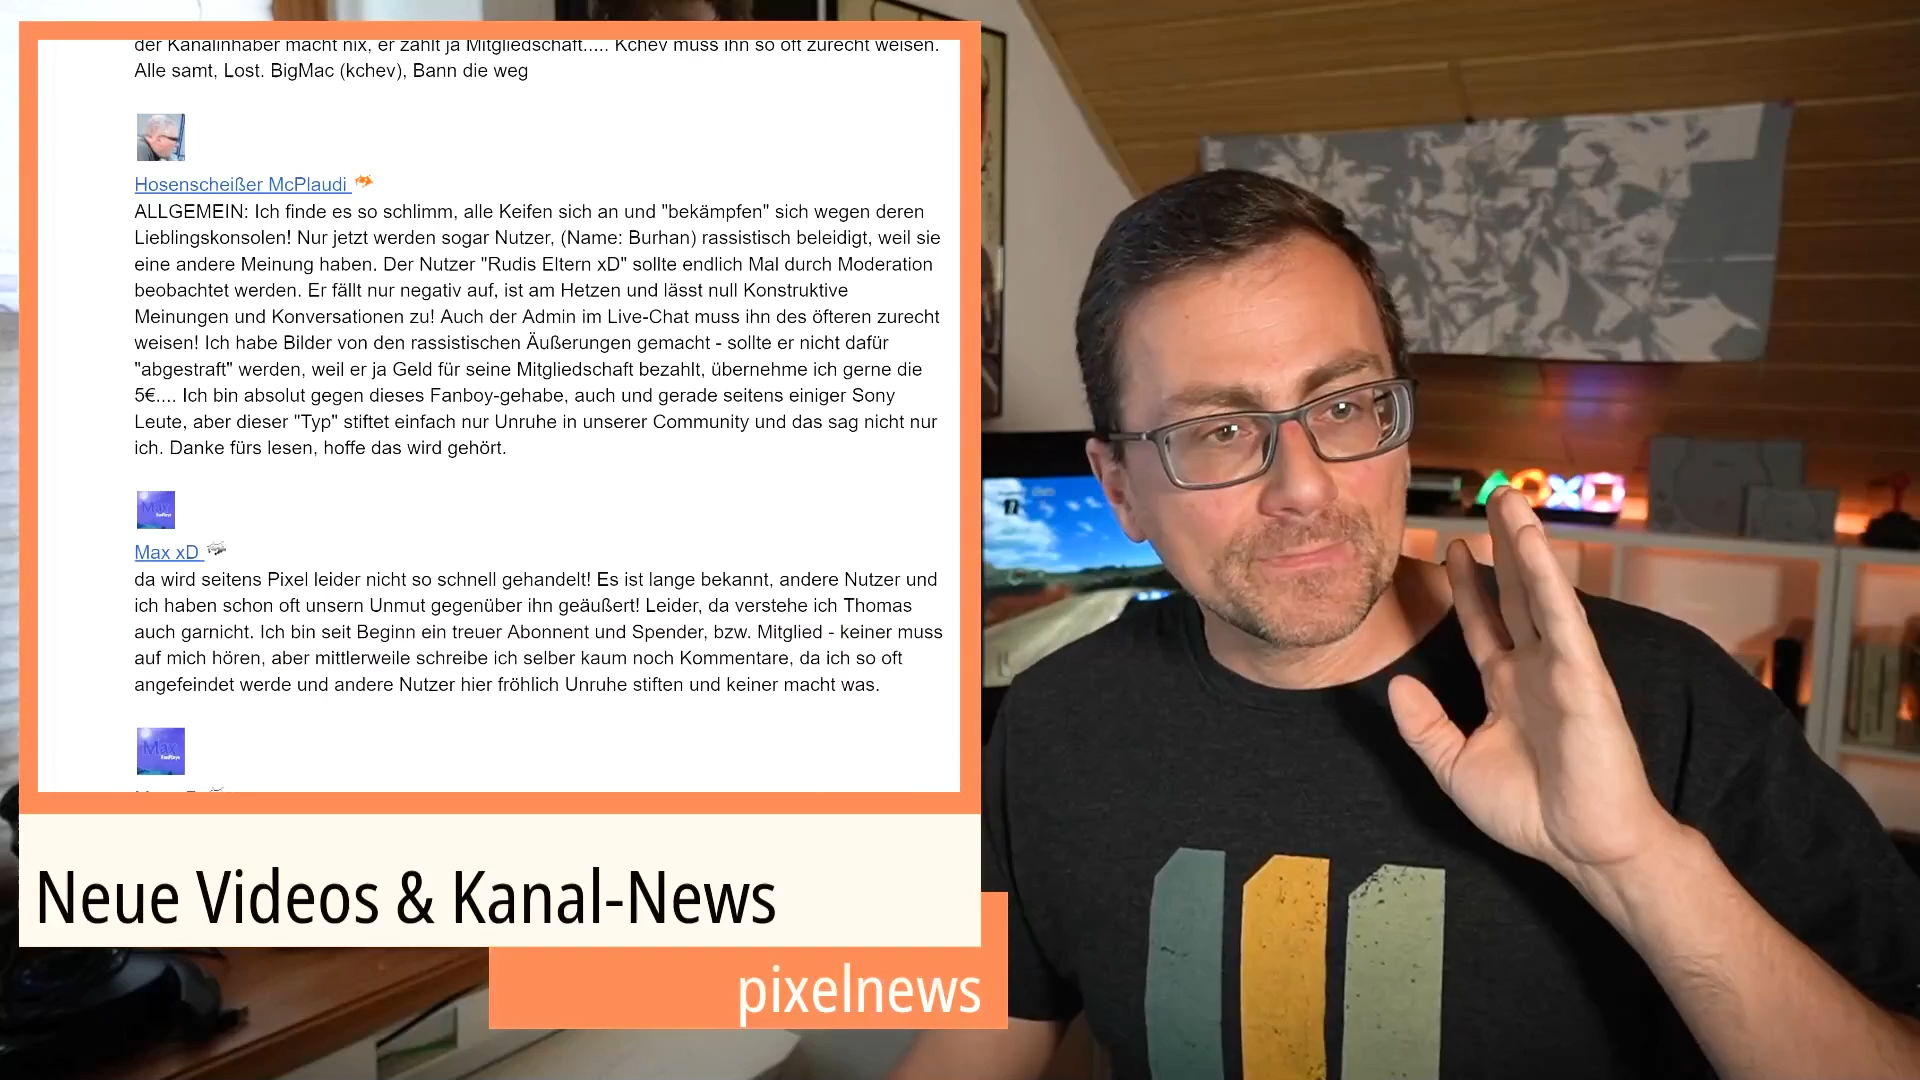 der Kanalinhaber macht nix, er zahlt ja Mitgliedschaft..... Kchev muss ihn so oft zurecht weisen.
Alle samt, Lost. BigMac (kchev), Bann die weg
Hosenscheißer McPlaudi
ALLGEMEIN: Ich finde es so schlimm, alle Keifen sich an und "bekämpfen" sich wegen deren
Lieblingskonsolen! Nur jetzt werden sogar Nutzer, (Name: Burhan) rassistisch beleidigt, weil sie
eine andere Meinung haben. Der Nutzer "Rudis Eltern xD" sollte endlich Mal durch Moderation
beobachtet werden. Er fällt nur negativ auf, ist am Hetzen und lässt null Konstruktive
Meinungen und Konversationen zu! Auch der Admin im Live-Chat muss ihn des öfteren zurecht
weisen! Ich habe Bilder von den rassistischen Äußerungen gemacht - sollte er nicht dafür
"abgestraft" werden, weil er ja Geld für seine Mitgliedschaft bezahlt, übernehme ich gerne die
5€.... Ich bin absolut gegen dieses Fanboy-gehabe, auch und gerade seitens einiger Sony
Leute, aber dieser "Typ" stiftet einfach nur Unruhe in unserer Community und das sag nicht nur
ich. Danke fürs lesen, hoffe das wird gehört.
Max
Max xD
da wird seitens Pixel leider nicht so schnell gehandelt! Es ist lange bekannt, andere Nutzer und
ich haben schon oft unsern Unmut gegenüber ihn geäußert! Leider, da verstehe ich Thomas
auch garnicht. Ich bin seit Beginn ein treuer Abonnent und Spender, bzw. Mitglied - keiner muss
auf mich hören, aber mittlerweile schreibe ich selber kaum noch Kommentare, da ich so oft
angefeindet werde und andere Nutzer hier fröhlich Unruhe stiften und keiner macht was.
Max
Neue Videos & Kanal-News
pixelnews